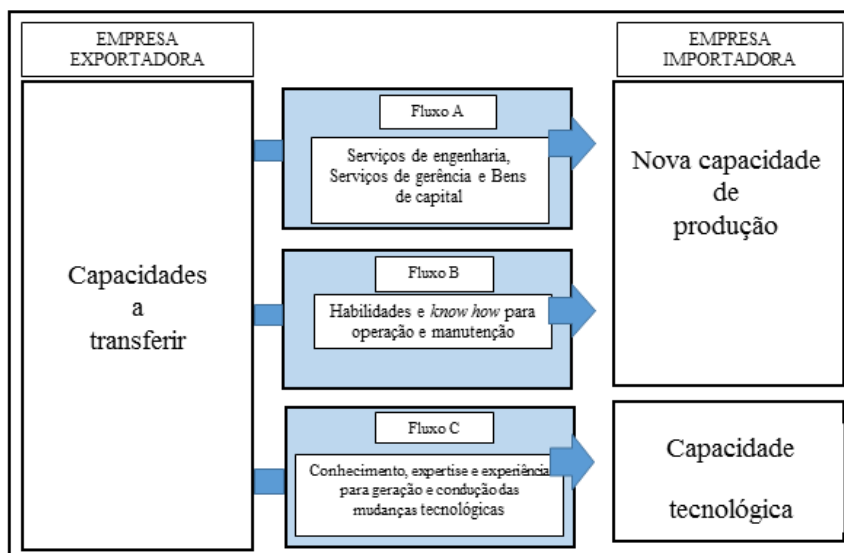 EMPRESA
EXPORTADORA
EMPRESA
IMPORTADORA
Capacidades
a
transferir
Fluxo A
Serviços de engenharia,
Serviços de gerência e Bens
de capital
Fluxo B
Habilidades e know how para
operação e manutenção
Fluxo C
Conhecimento, expertise e experiência
para geração e condução das
mudanças tecnológicas
Nova capacidade
de
produção
Capacidade
tecnológica